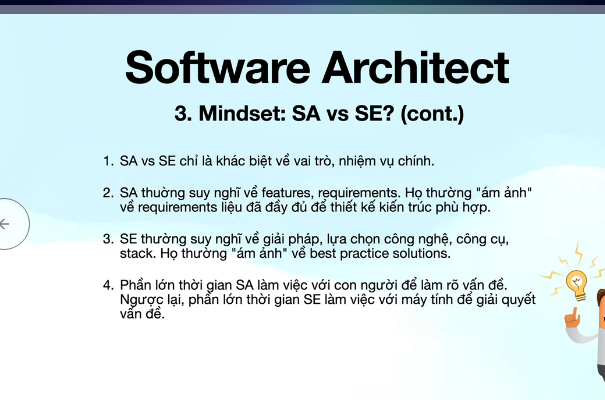 Software Architect
3. Mindset: SA vs SE? (cont.)
1. SA vs SE chỉ là khác biệt về vai trò, nhiệm vụ chính.
2. SA thường suy nghĩ về features, requirements. Họ thường "ám ảnh"
về requirements liệu đã đầy đủ để thiết kế kiến trúc phù hợp.
3. SE thường suy nghĩ về giải pháp, lựa chọn công nghệ, công cụ,
stack. Họ thường "ám ảnh" về best practice solutions.
4. Phần lớn thời gian SA làm việc với con người để làm rõ vấn đề.
Ngược lại, phần lớn thời gian SE làm việc với máy tính để giải quyết
vấn đề.